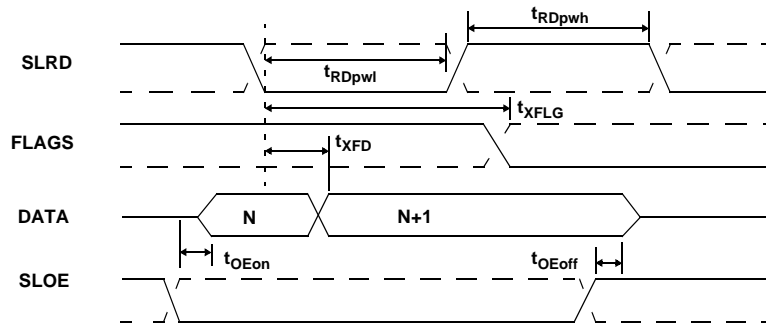 tRDpwh
SLRD
tRDpwl
tXFLG
FLAGS
tXFD
DATA
N
N+1
tOEon
tOEoff
SLOE